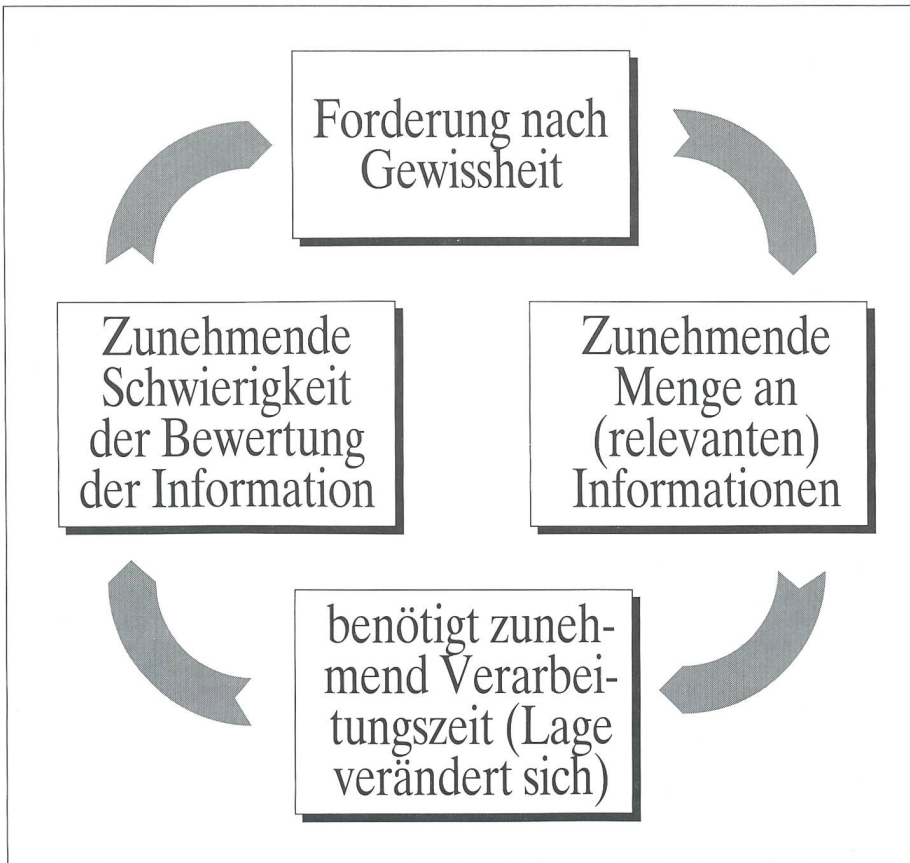 Forderung nach
Gewissheit
Zunehmende
Schwierigkeit
der Bewertung
der Information
Zunehmende
Menge an
(relevanten)
Informationen
benötigt zuneh-
mend Verarbei-
tungszeit (Lage
verändert sich)